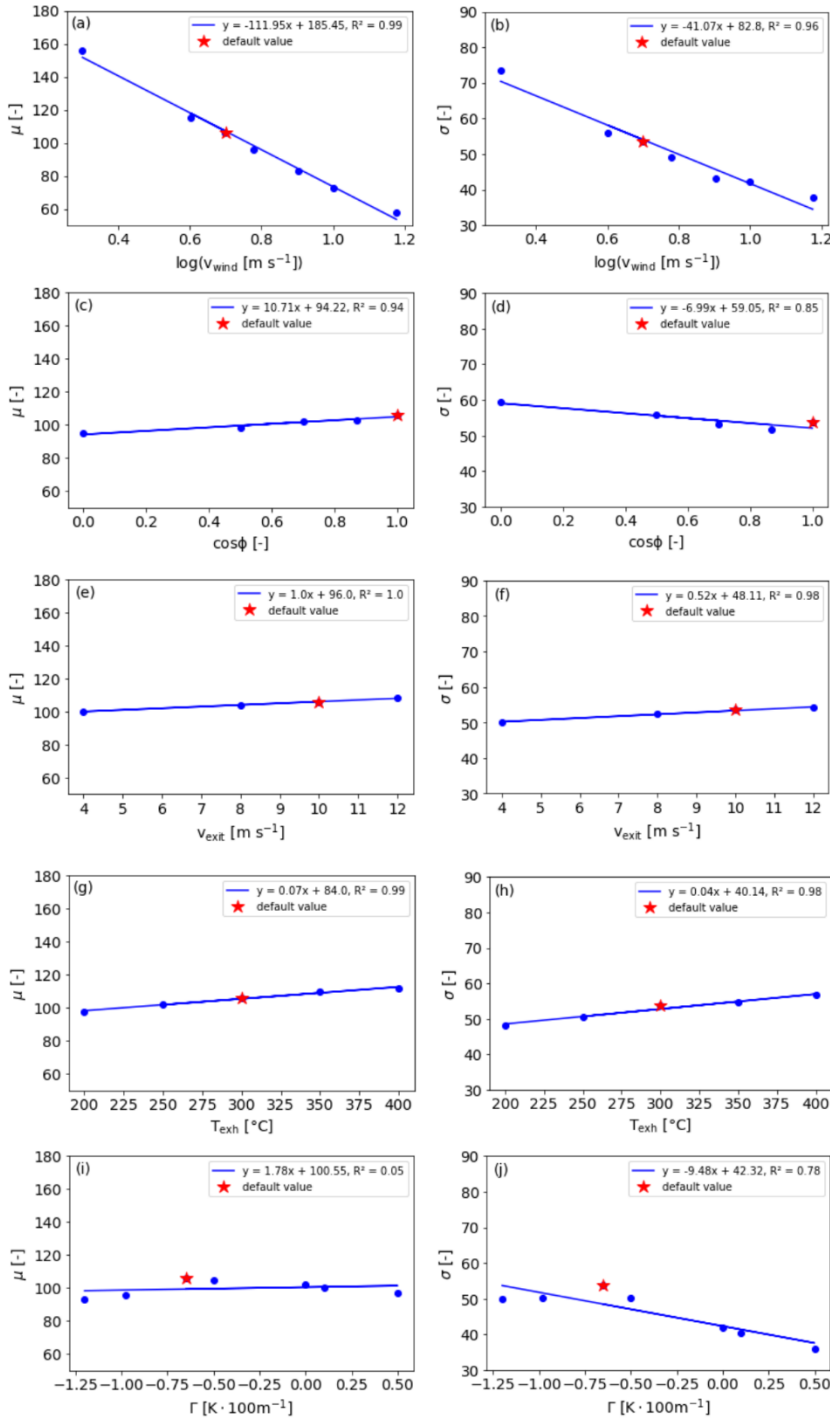 (a)
y = -111.95x + 185.45, R² = 0.99
default value
180
160
140
120
100
80
60
μ [-]
0.4 0.6 0.8 1.0 1.2
log(v_wind [m s⁻¹])
(b)
y = -41.07x + 82.8, R² = 0.96
default value
90
80
70
60
50
40
30
σ [-]
0.4 0.6 0.8 1.0 1.2
log(v_wind [m s⁻¹])
(c)
y = 10.71x + 94.22, R² = 0.94
default value
180
160
140
120
100
80
60
μ [-]
0.0 0.2 0.4 0.6 0.8 1.0
cosϕ [-]
(d)
y = -6.99x + 59.05, R² = 0.85
default value
90
80
70
60
50
40
30
σ [-]
0.0 0.2 0.4 0.6 0.8 1.0
cosϕ [-]
(e)
y = 1.0x + 96.0, R² = 1.0
default value
180
160
140
120
100
80
60
μ [-]
4 5 6 7 8 9 10 11 12
v_exit [m s⁻¹]
(f)
y = 0.52x + 48.11, R² = 0.98
default value
90
80
70
60
50
40
30
σ [-]
4 5 6 7 8 9 10 11 12
v_exit [m s⁻¹]
(g)
y = 0.07x + 84.0, R² = 0.99
default value
180
160
140
120
100
80
60
μ [-]
200 225 250 275 300 325 350 375 400
T_exh [°C]
(h)
y = 0.04x + 40.14, R² = 0.98
default value
90
80
70
60
50
40
30
σ [-]
200 225 250 275 300 325 350 375 400
T_exh [°C]
(i)
y = 1.78x + 100.55, R² = 0.05
default value
180
160
140
120
100
80
60
μ [-]
−1.25−1.00−0.75−0.50−0.25 0.00 0.25 0.50
Γ [K · 100m⁻¹]
(j)
y = -9.48x + 42.32, R² = 0.78
default value
90
80
70
60
50
40
30
σ [-]
−1.25−1.00−0.75−0.50−0.25 0.00 0.25 0.50
Γ [K · 100m⁻¹]